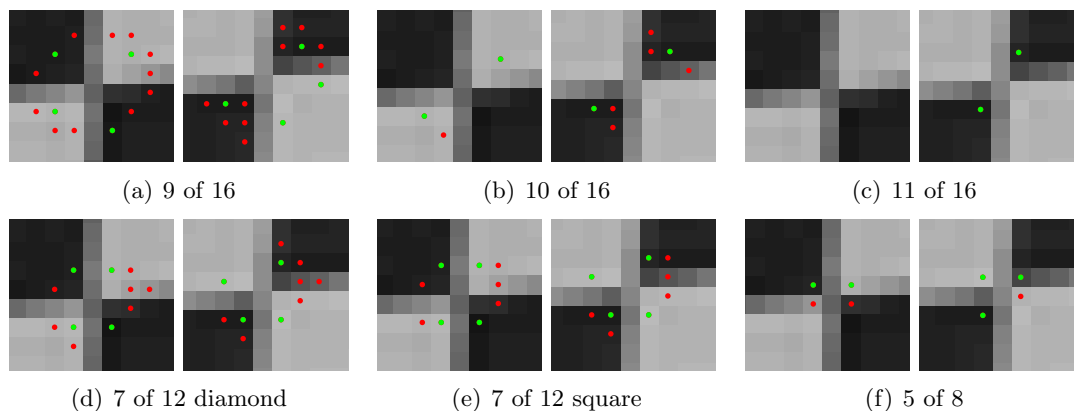 (a) 9 of 16
(b) 10 of 16
(c) 11 of 16
(d) 7 of 12 diamond
(e) 7 of 12 square
(f) 5 of 8